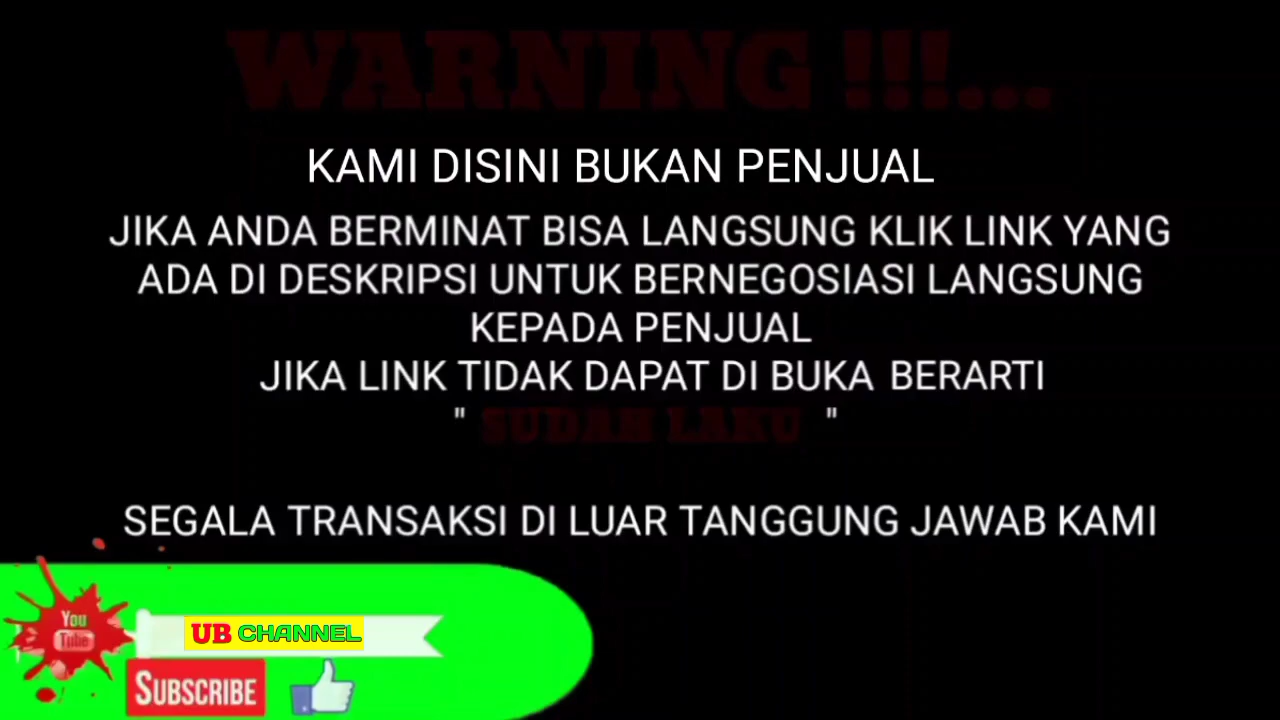 WARNING !!!...
KAMI DISINI BUKAN PENJUAL
JIKA ANDA BERMINAT BISA LANGSUNG KLIK LINK YANG
ADA DI DESKRIPSI UNTUK BERNEGOSIASI LANGSUNG
KEPADA PENJUAL
JIKA LINK TIDAK DAPAT DI BUKA BERARTI
" SUDAH LAKU "
SEGALA TRANSAKSI DI LUAR TANGGUNG JAWAB KAMI
You
Tube
UB CHANNEL
SUBSCRIBE